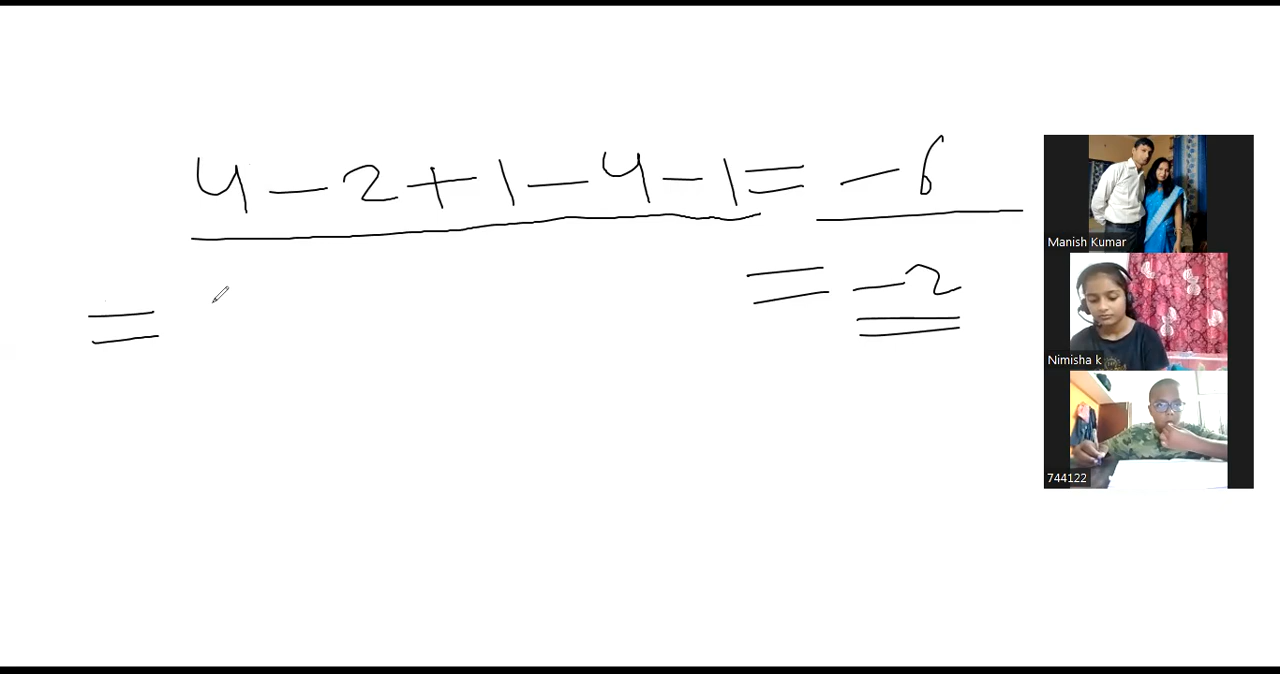 4 - 2 + 1 - 4 - 1 = - 6
= - 2
=
Manish Kumar
Nimisha k
744122